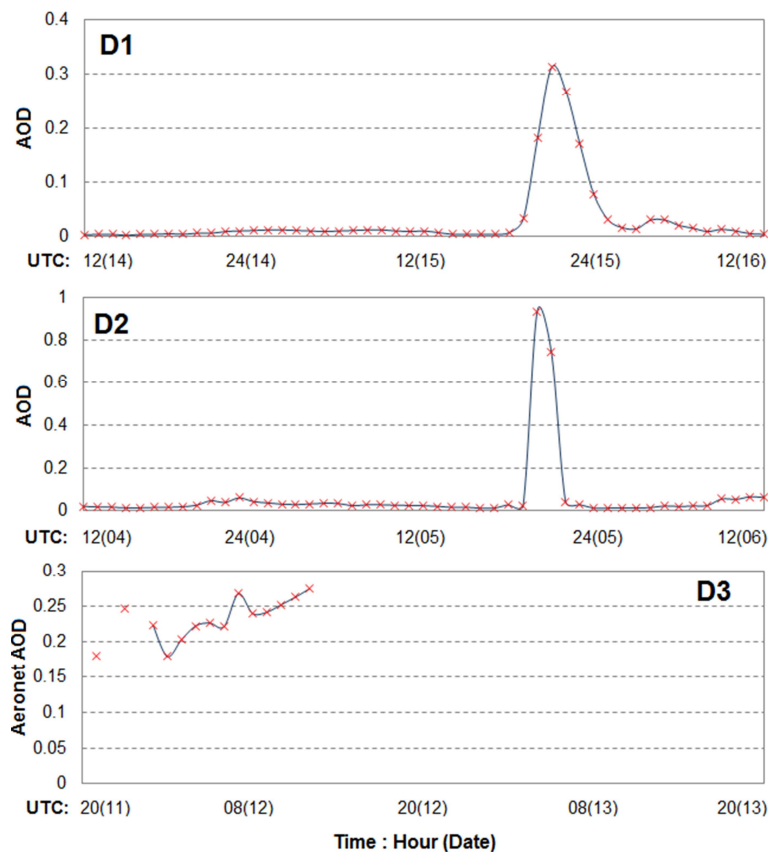 0.4
D1
0.3
AOD
0.2
0.1
0
UTC: 12(14) 24(14) 12(15) 24(15) 12(16)
1
D2
0.8
AOD
0.6
0.4
0.2
0
UTC: 12(04) 24(04) 12(05) 24(05) 12(06)
0.3
D3
0.25
Aeronet AOD
0.2
0.15
0.1
0.05
0
UTC: 20(11) 08(12) 20(12) 08(13) 20(13)
Time : Hour (Date)